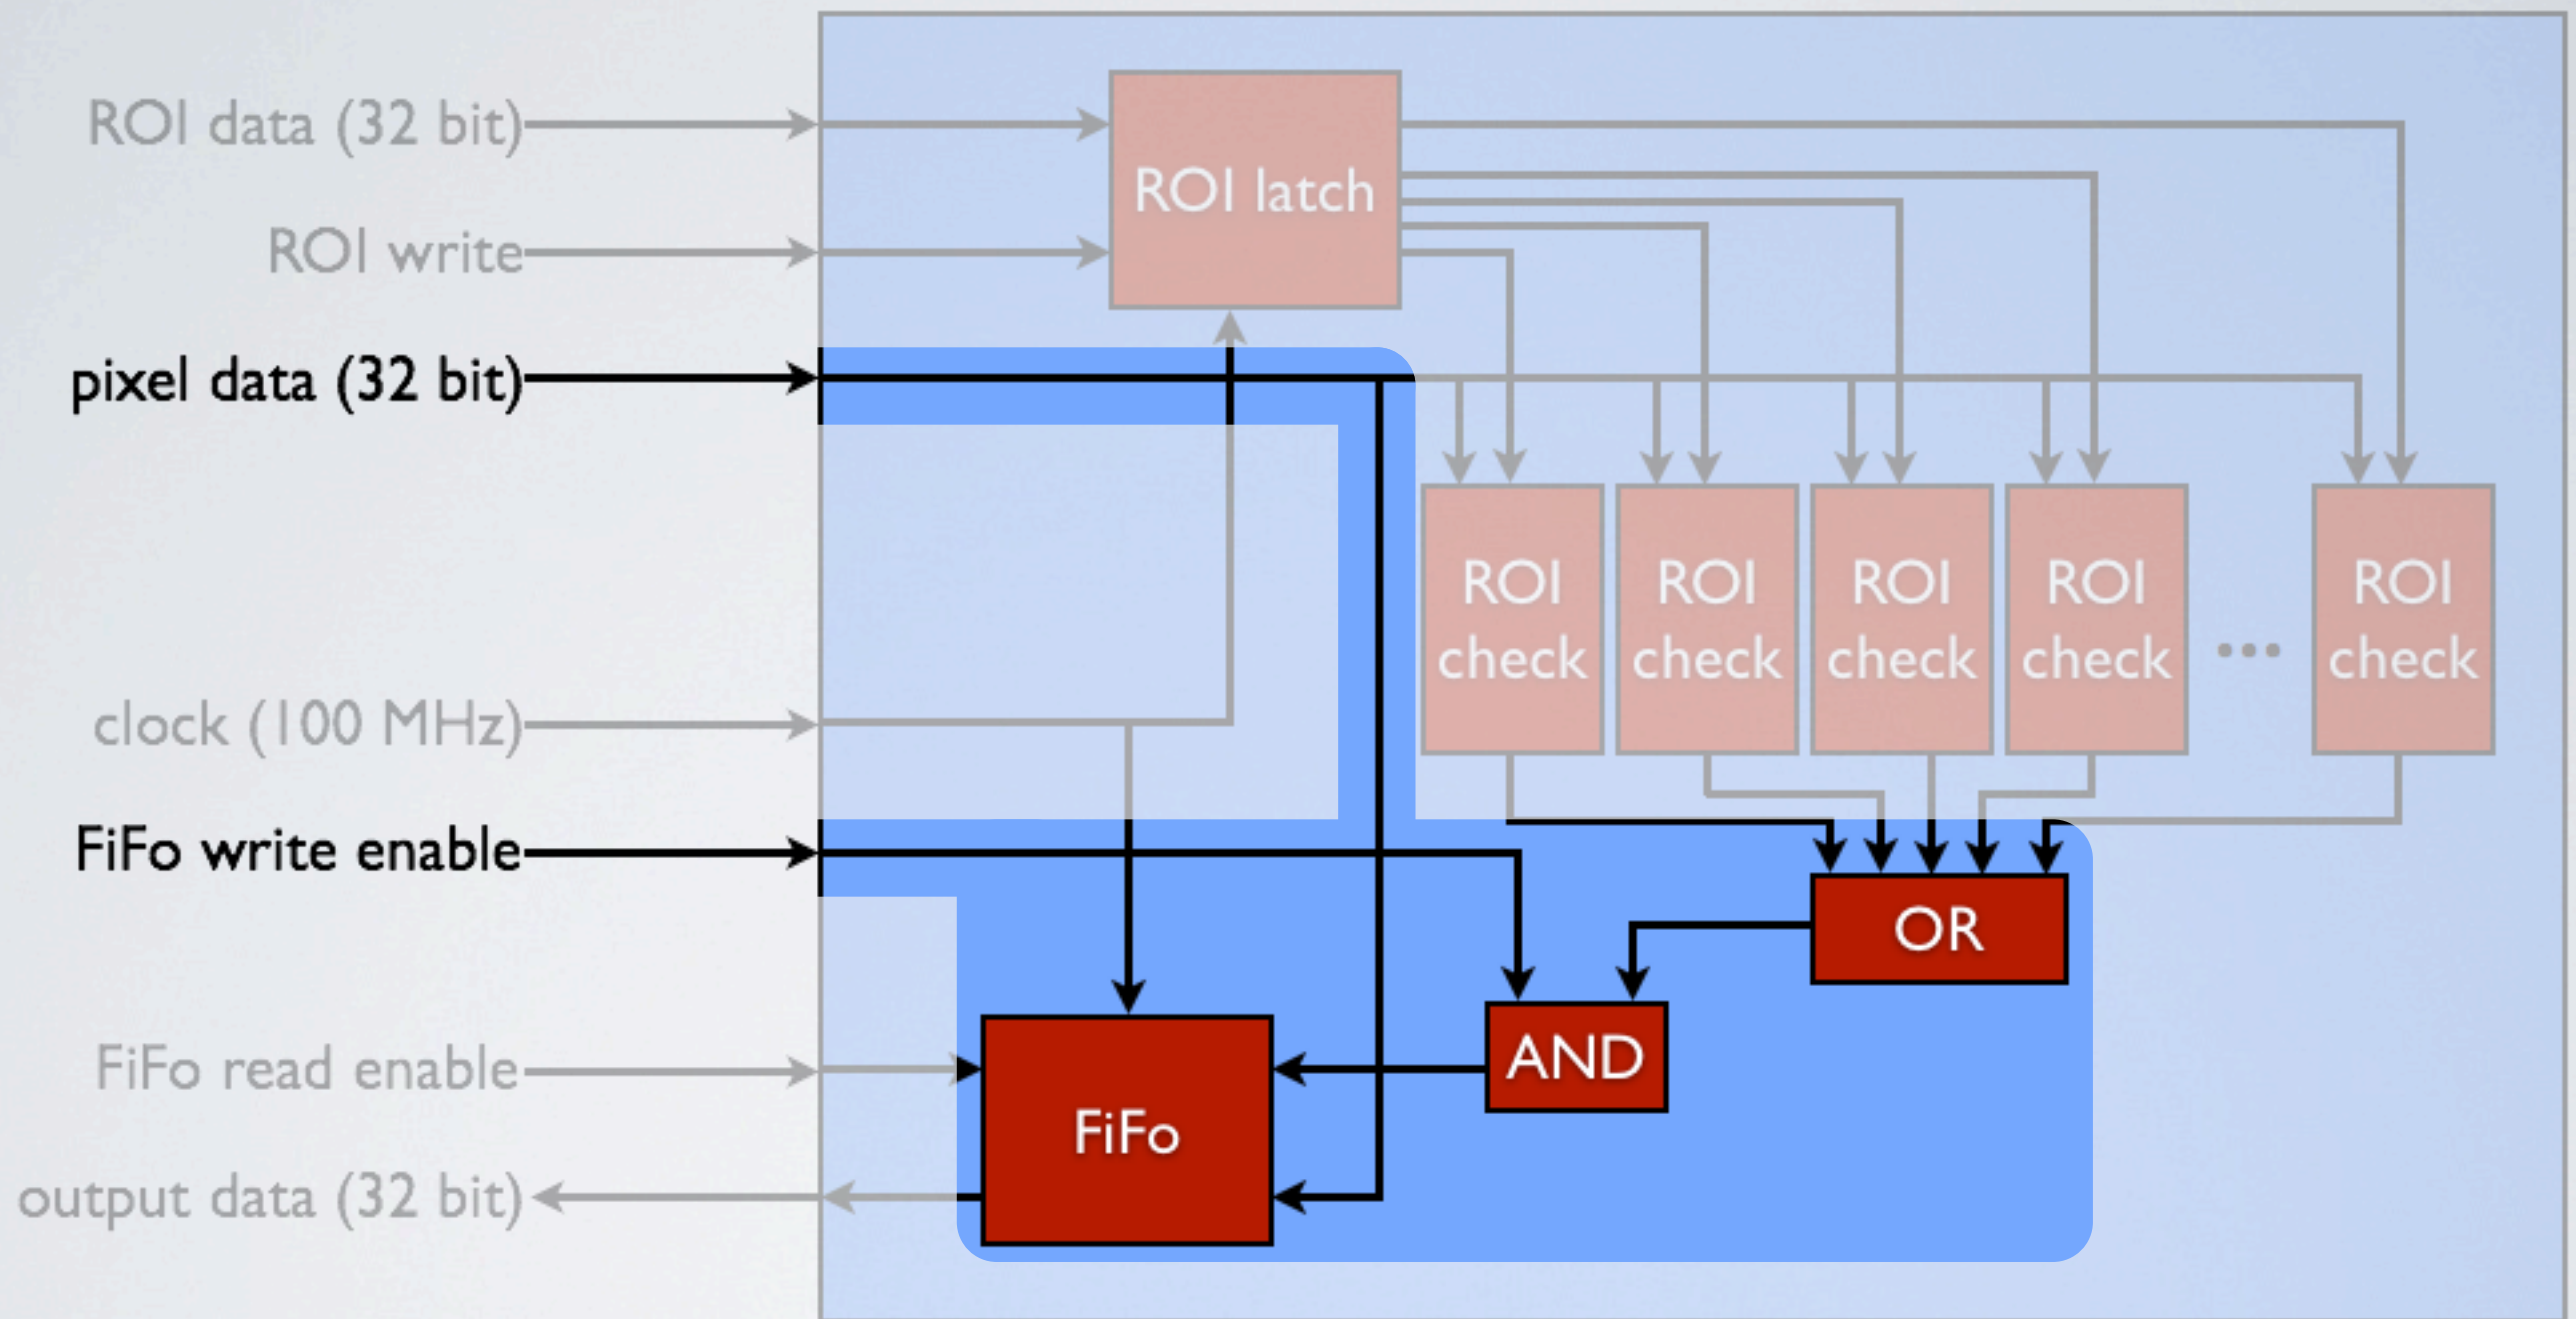 ROI data (32 bit)
ROI write
pixel data (32 bit)
clock (100 MHz)
FiFo write enable
FiFo read enable
output data (32 bit)
ROI latch
ROI
check
ROI
check
ROI
check
ROI
check
...
ROI
check
OR
AND
FiFo